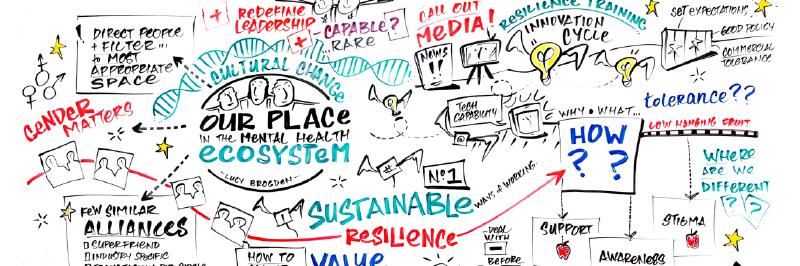 DIRECT PEOPLE
+ FILTER...
to MOST
APPROPRIATE
SPACE
REDEFINE
LEADERSHIP
CAPABLE?
RARE
CALL OUT
MEDIA!
NEWS
!!
RESILIENCE TRAINING
INNOVATION
CYCLE
SET EXPECTATIONS
GOOD POLICY
COMMERCIAL
TOLERANCE
CULTURAL CHANGE
GENDER
MATTERS
OUR PLACE
IN THE MENTAL HEALTH
ECOSYSTEM
LUCY BROGDEN
TECH
CAPABILITY
WHY • WHAT...
HOW
? ?
tolerance??
LOW HANGING FRUIT
WHERE
ARE WE
DIFFERENT
? ?
No1
WAYS of WORKING
SUSTAINABLE
RESILIENCE
FEW SIMILAR
ALLIANCES
SUPERFRIEND
INDUSTRY SPECIFIC
HOW TO
VALUE
DEAL
WITH
BEFORE
SUPPORT
AWARENESS
STIGMA